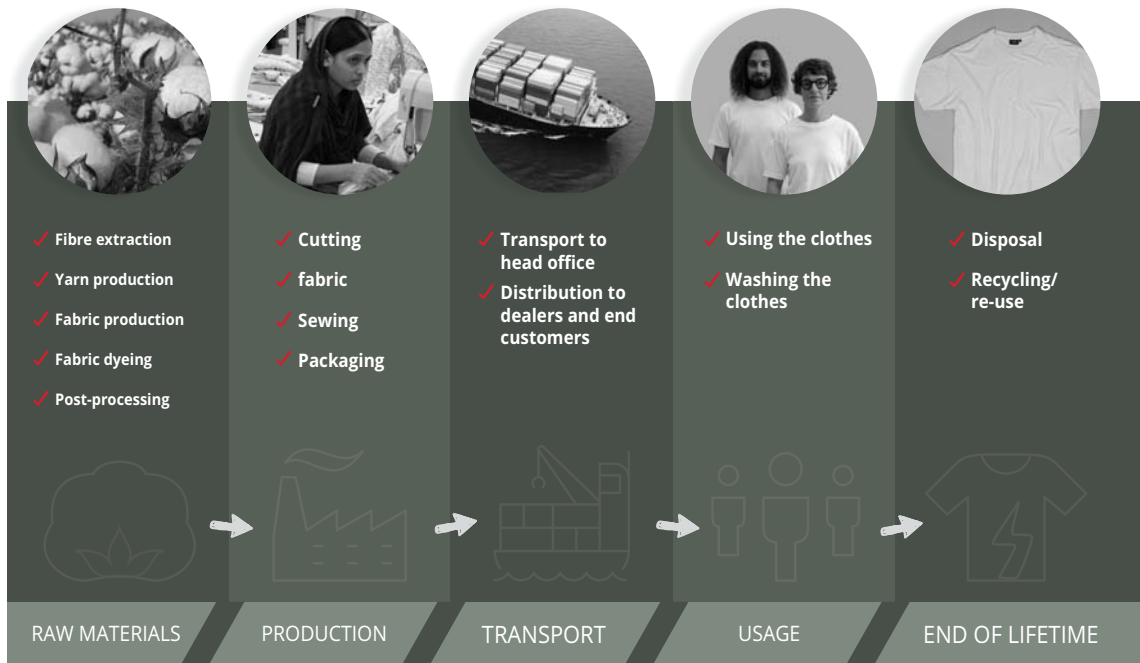 Fibre extraction
Yarn production
Fabric production
Fabric dyeing
Post-processing
Cutting
fabric
Sewing
Packaging
Transport to
head office
Distribution to
dealers and end
customers
Using the clothes
Washing the
clothes
Disposal
Recycling/
re-use
RAW MATERIALS
PRODUCTION
TRANSPORT
USAGE
END OF LIFETIME